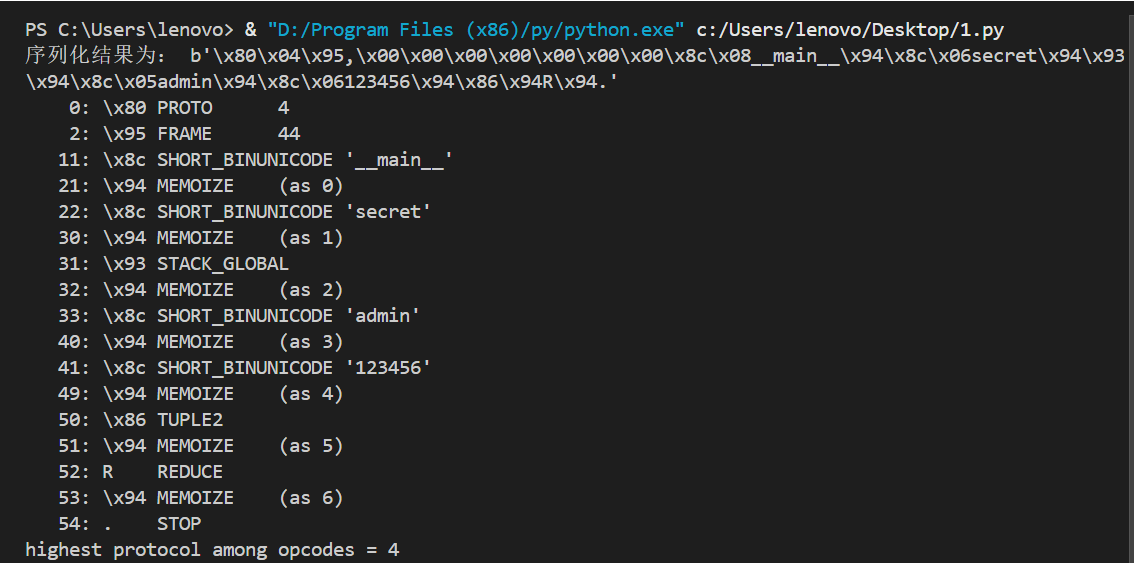 PS C:\Users\lenovo> & "D:/Program Files (x86)/py/python.exe" c:/Users/lenovo/Desktop/1.py
序列化结果为： b'\x80\x04\x95,\x00\x00\x00\x00\x00\x00\x00\x8c\x08__main__\x94\x8c\x06secret\x94\x93
\x94\x8c\x05admin\x94\x8c\x06123456\x94\x86\x94R\x94.'
    0: \x80 PROTO      4
    2: \x95 FRAME      44
   11: \x8c SHORT_BINUNICODE '__main__'
   21: \x94 MEMOIZE    (as 0)
   22: \x8c SHORT_BINUNICODE 'secret'
   30: \x94 MEMOIZE    (as 1)
   31: \x93 STACK_GLOBAL
   32: \x94 MEMOIZE    (as 2)
   33: \x8c SHORT_BINUNICODE 'admin'
   40: \x94 MEMOIZE    (as 3)
   41: \x8c SHORT_BINUNICODE '123456'
   49: \x94 MEMOIZE    (as 4)
   50: \x86 TUPLE2
   51: \x94 MEMOIZE    (as 5)
   52: R    REDUCE
   53: \x94 MEMOIZE    (as 6)
   54: .    STOP
highest protocol among opcodes = 4